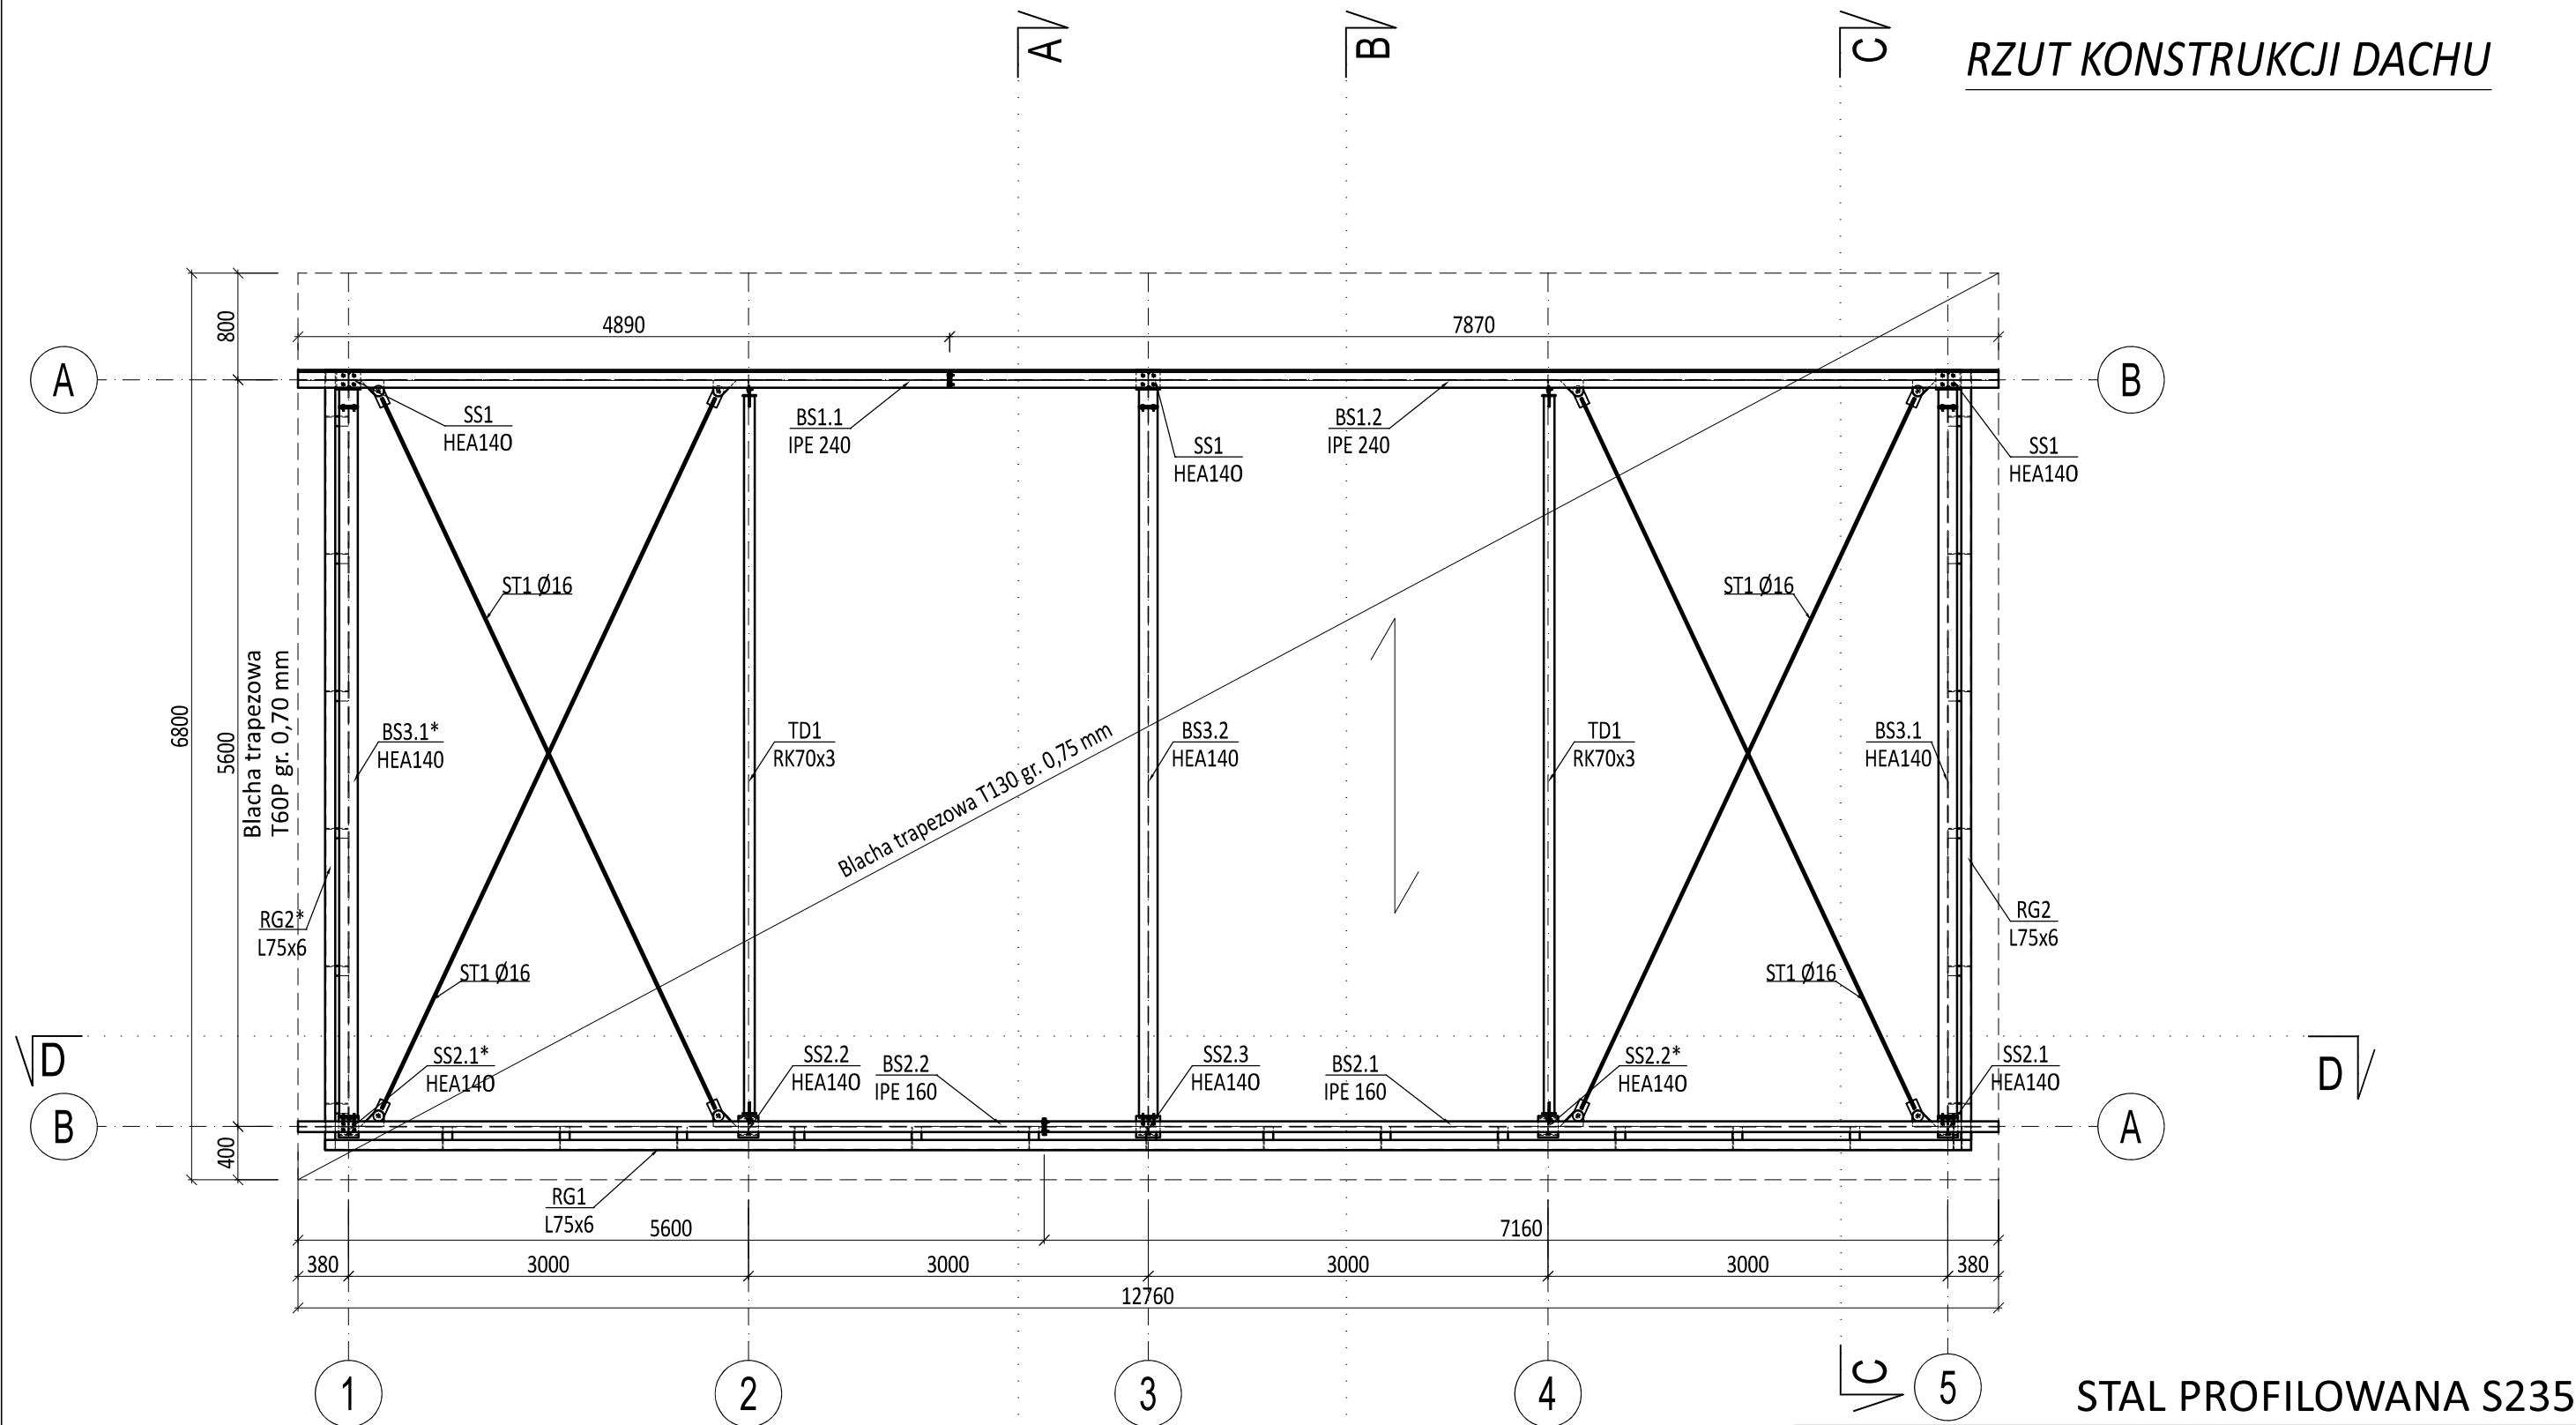 A
B
C
RZUT KONSTRUKCJI DACHU
800
4890
7870
A
B
SS1
HEA140
BS1.1
IPE 240
SS1
HEA140
BS1.2
IPE 240
SS1
HEA140
ST1 Ø16
ST1 Ø16
6800
5600
Blacha trapezowa
T60P gr. 0,70 mm
BS3.1*
HEA140
TD1
RK70x3
Blacha trapezowa T130 gr. 0,75 mm
BS3.2
HEA140
TD1
RK70x3
BS3.1
HEA140
RG2*
L75x6
RG2
L75x6
ST1 Ø16
ST1 Ø16
D
SS2.1*
HEA140
SS2.2
HEA140
BS2.2
IPE 160
SS2.3
HEA140
BS2.1
IPE 160
SS2.2*
HEA140
SS2.1
HEA140
D
B
A
400
RG1
L75x6
5600
7160
380
3000
3000
3000
3000
380
12760
1
2
3
4
C
5
STAL PROFILOWANA S235